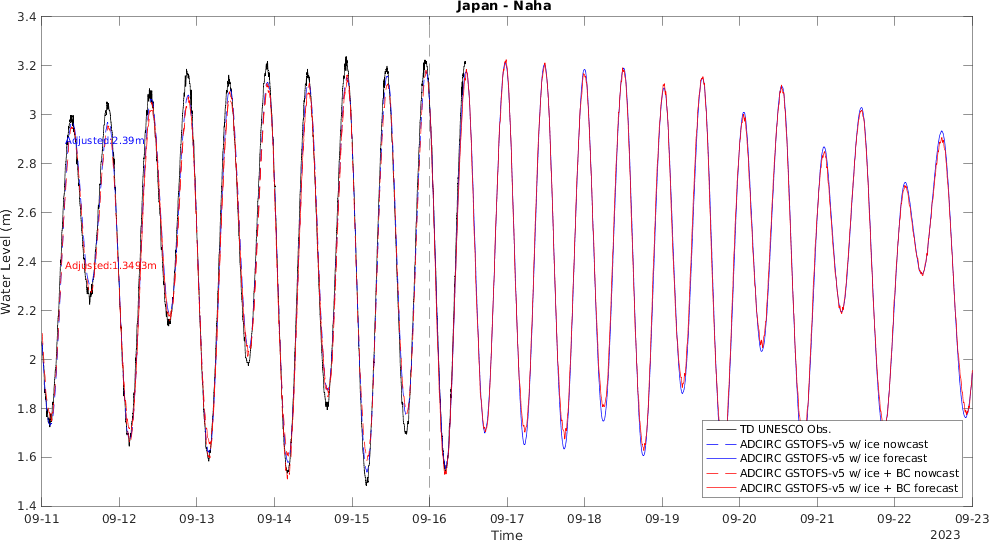 Japan - Naha
3.4
3.2
3
2.8
2.6
2.4
2.2
2
1.8
1.6
1.4
Water Level (m)
Adjusted:2.39m
Adjusted:1.3493m
TD UNESCO Obs.
ADCIRC GSTOFS-v5 w/ ice nowcast
ADCIRC GSTOFS-v5 w/ ice forecast
ADCIRC GSTOFS-v5 w/ ice + BC nowcast
ADCIRC GSTOFS-v5 w/ ice + BC forecast
09-11 09-12 09-13 09-14 09-15 09-16 09-17 09-18 09-19 09-20 09-21 09-22 09-23
Time
2023